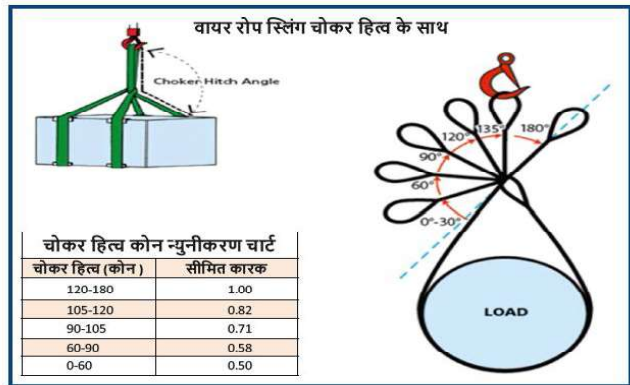 वायर रोप स्लिंग चोकर हित्व के साथ
Choker Hitch Angle
135°
180°
120°
90°
60°
0°-30°
LOAD
चोकर हित्व कोन न्युनीकरण चार्ट
चोकर हित्व (कोन ) सीमित कारक
120-180 1.00
105-120 0.82
90-105 0.71
60-90 0.58
0-60 0.50